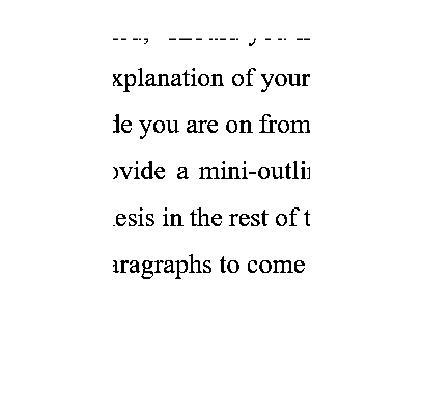 xplanation of your
de you are on from
ovide a mini-outli
esis in the rest of t
aragraphs to come